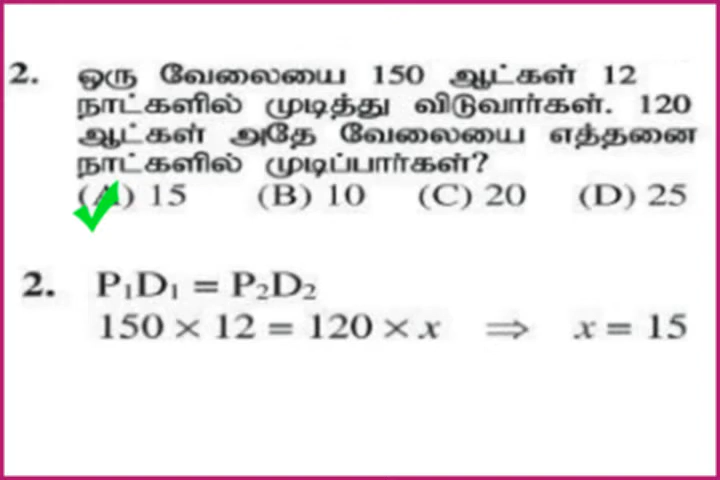 2. ஒரு வேலையை 150 ஆட்கள் 12
நாட்களில் முடித்து விடுவார்கள். 120
ஆட்கள் அதே வேலையை எத்தனை
நாட்களில் முடிப்பார்கள்?
(A) 15 (B) 10 (C) 20 (D) 25
2. P₁D₁ = P₂D₂
150 × 12 = 120 × x ⇒ x = 15